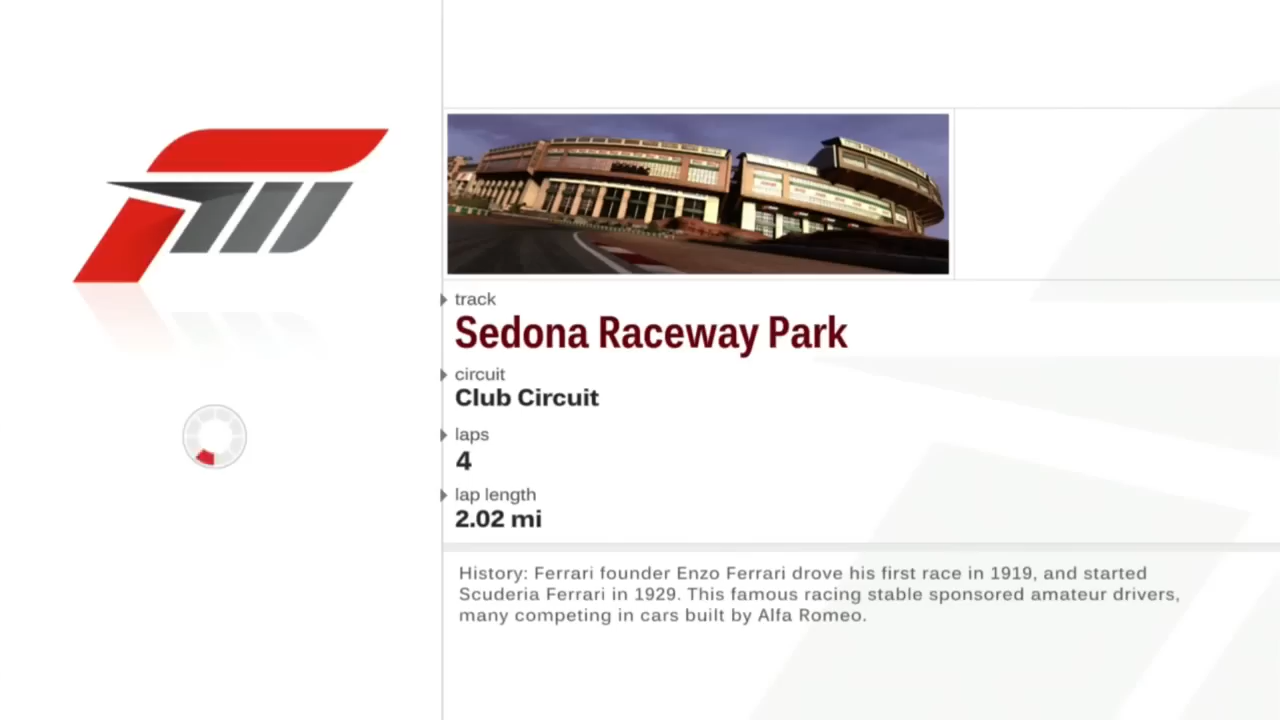 track
Sedona Raceway Park
circuit
Club Circuit
laps
4
lap length
2.02 mi
History: Ferrari founder Enzo Ferrari drove his first race in 1919, and started
Scuderia Ferrari in 1929. This famous racing stable sponsored amateur drivers,
many competing in cars built by Alfa Romeo.